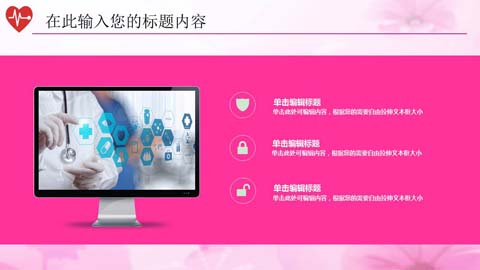 在此输入您的标题内容
单击编辑标题
单击此处可编辑内容，根据您的需要自由拉伸文本框大小
单击编辑标题
单击此处可编辑内容，根据您的需要自由拉伸文本框大小
单击编辑标题
单击此处可编辑内容，根据您的需要自由拉伸文本框大小